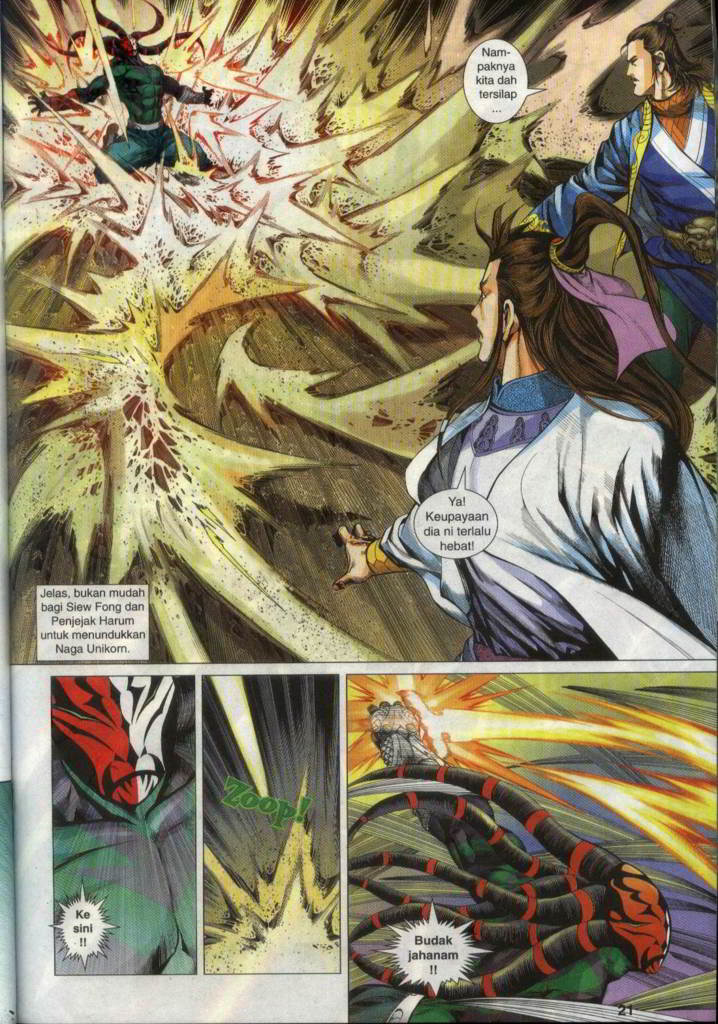 Nam-
paknya
kita dah
tersilap
...
Ya!
Keupayaan
dia ni terlalu
hebat!
Jelas, bukan mudah
bagi Siew Fong dan
Penjejak Harum
untuk menundukkan
Naga Unikorn.
Ke
sini
!!
Zoop!
Budak
jahanam
!!
21